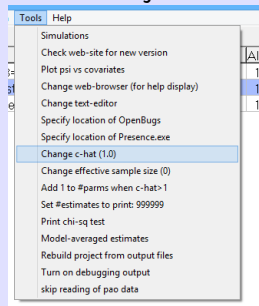 Tools Help
Simulations
Check web-site for new version
Plot psi vs covariates
Change web-browser (for help display)
Change text-editor
Specify location of OpenBugs
Specify location of Presence.exe
Change c-hat (1.0)
Change effective sample size (0)
Add 1 to #parms when c-hat>1
Set #estimates to print: 999999
Print chi-sq test
Model-averaged estimates
Rebuild project from output files
Turn on debugging output
skip reading of pao data